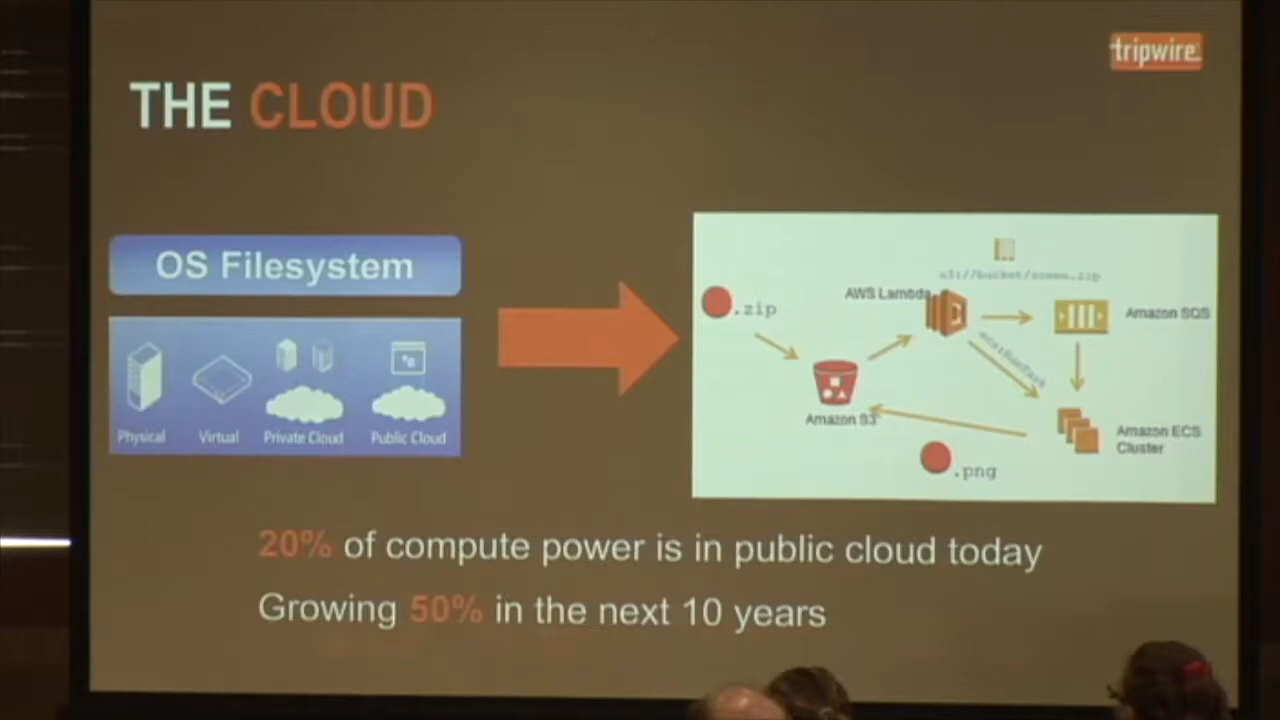 tripwire
THE CLOUD
OS Filesystem
Physical
Virtual
Private Cloud
Public Cloud
.zip
AWS Lambda
s3://bucket/
Amazon SQS
Amazon S3
Amazon ECS
Cluster
.png
20% of compute power is in public cloud today
Growing 50% in the next 10 years